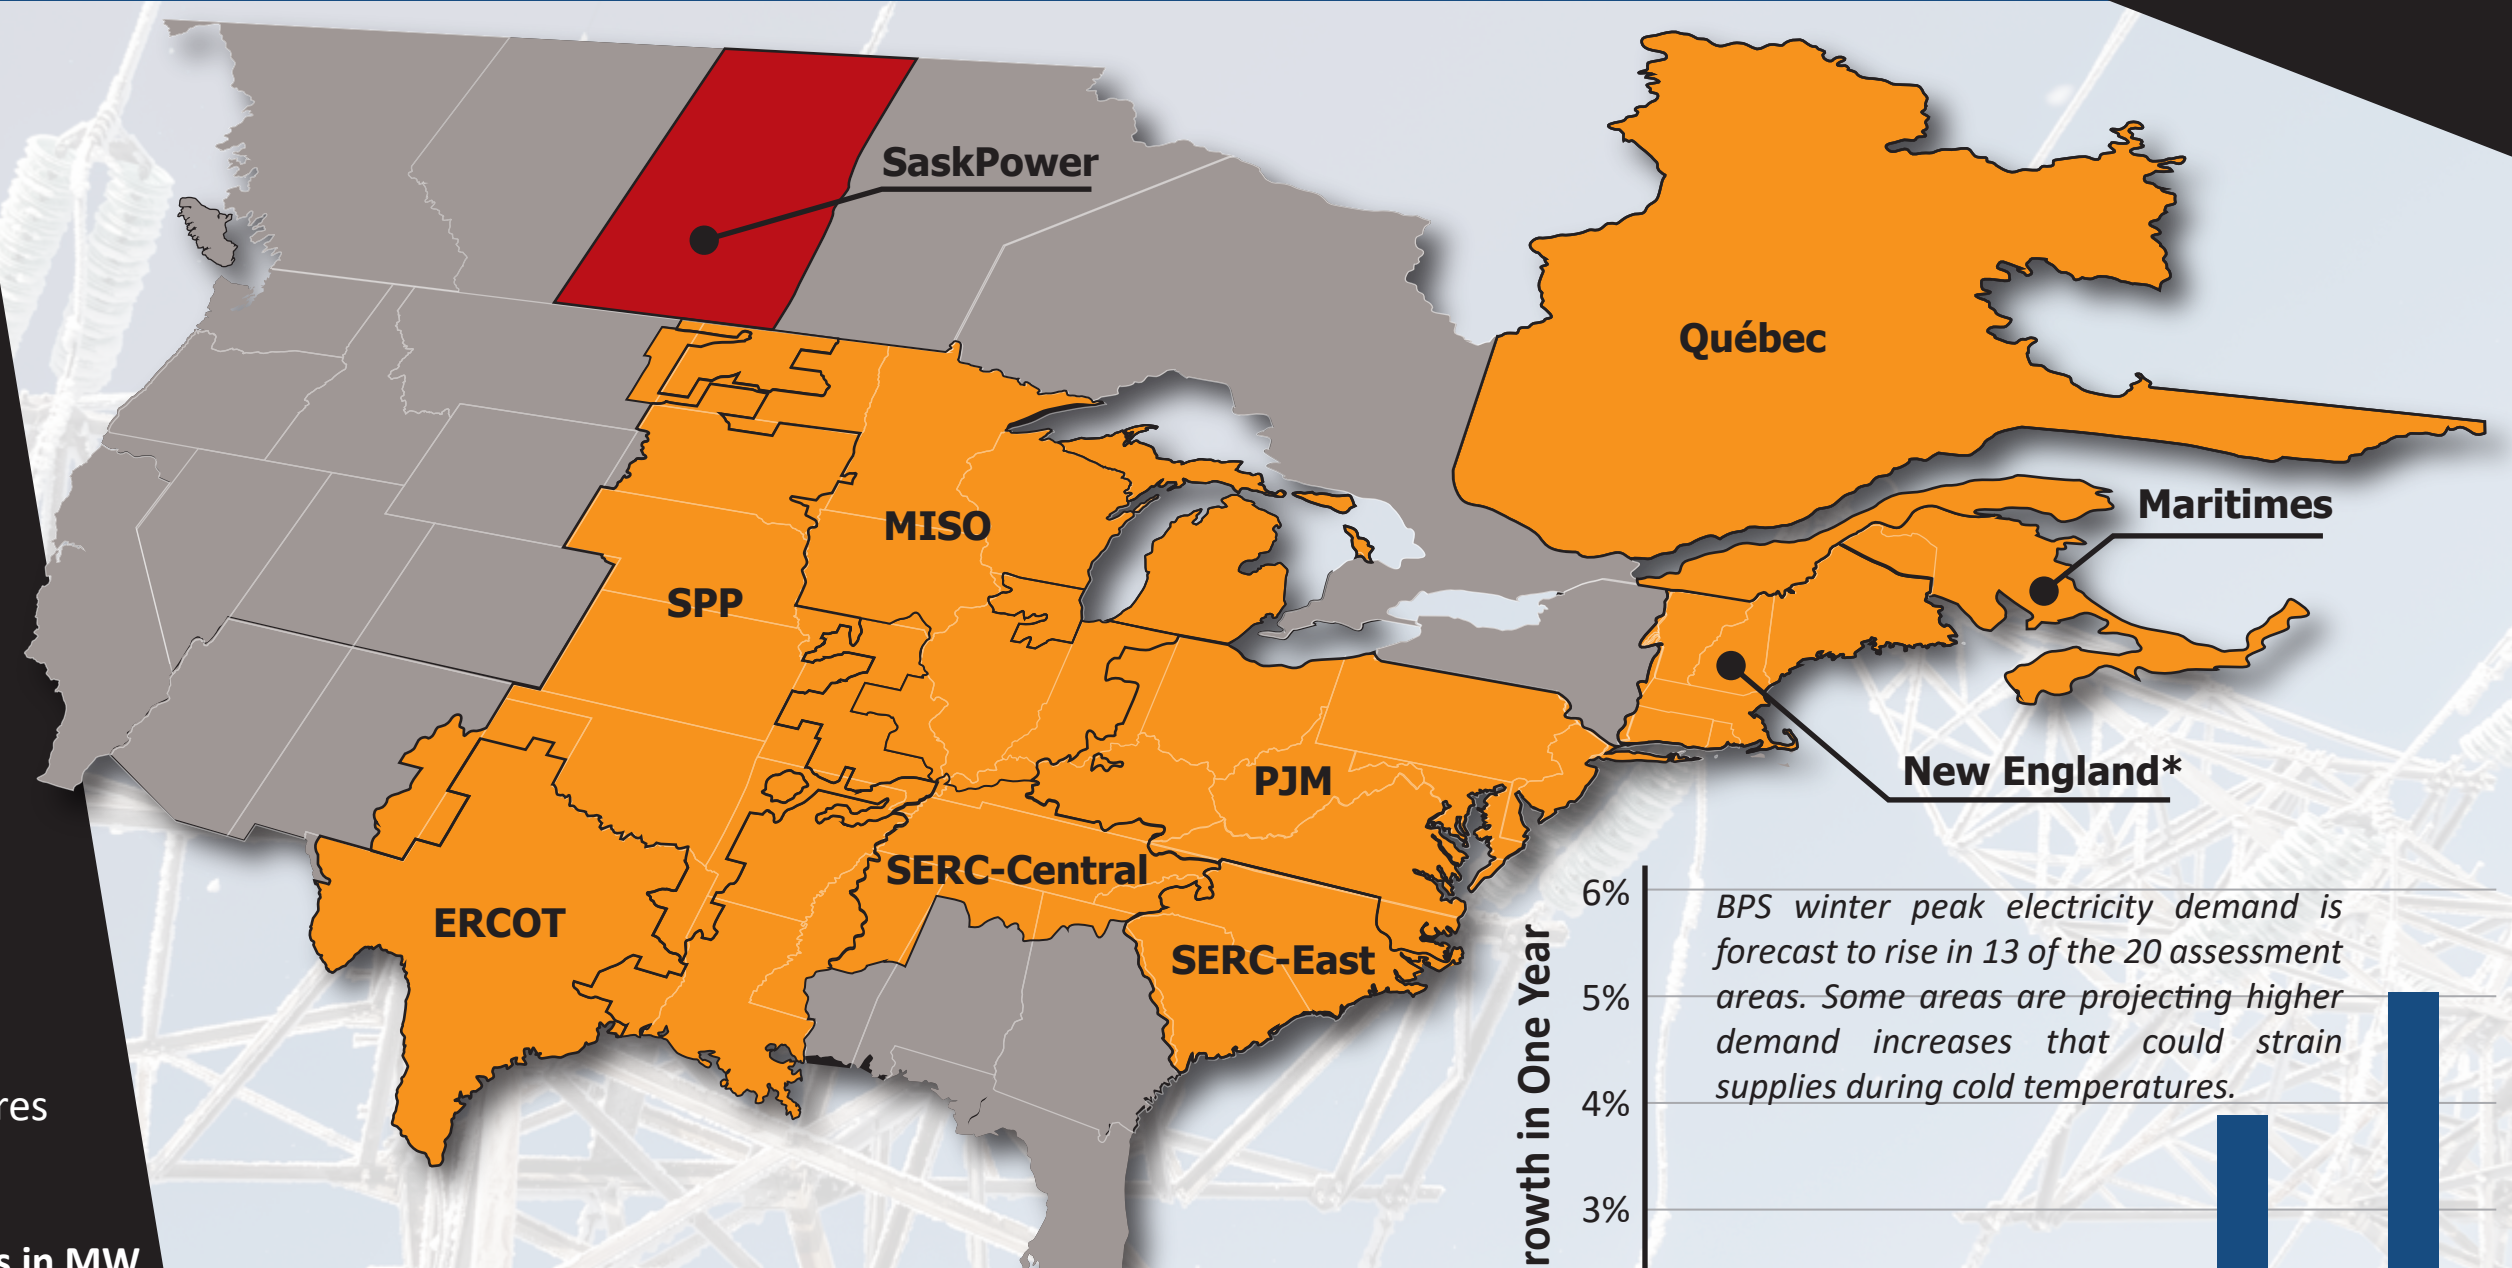 SaskPower
Québec
Maritimes
MISO
SPP
New England*
PJM
SERC-Central
ERCOT
SERC-East
6%
5%
4%
3%
rowth in One Year
BPS winter peak electricity demand is
forecast to rise in 13 of the 20 assessment
areas. Some areas are projecting higher
demand increases that could strain
supplies during cold temperatures.
res
s in MW